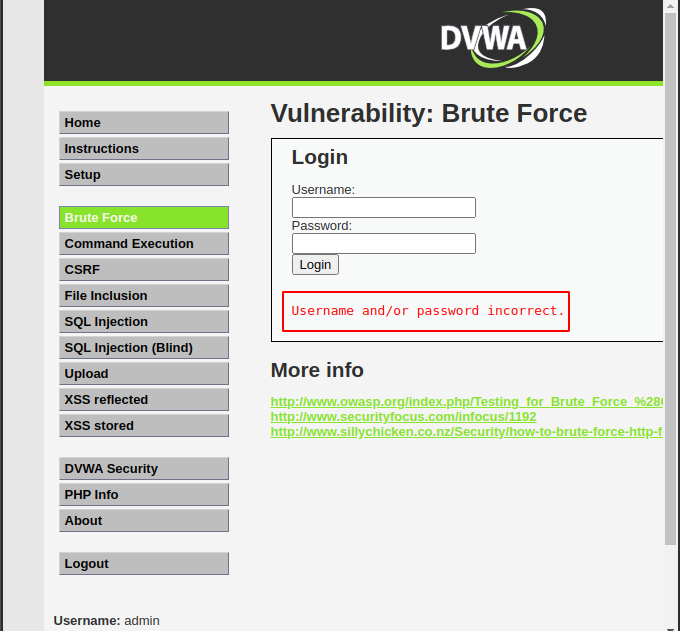 DVWA
Home
Instructions
Setup
Brute Force
Command Execution
CSRF
File Inclusion
SQL Injection
SQL Injection (Blind)
Upload
XSS reflected
XSS stored
DVWA Security
PHP Info
About
Logout
Username: admin
Vulnerability: Brute Force
Login
Username:
Password:
Login
Username and/or password incorrect.
More info
http://www.owasp.org/index.php/Testing_for_Brute_Force_%28
http://www.securityfocus.com/infocus/1192
http://www.sillychicken.co.nz/Security/how-to-brute-force-http-f